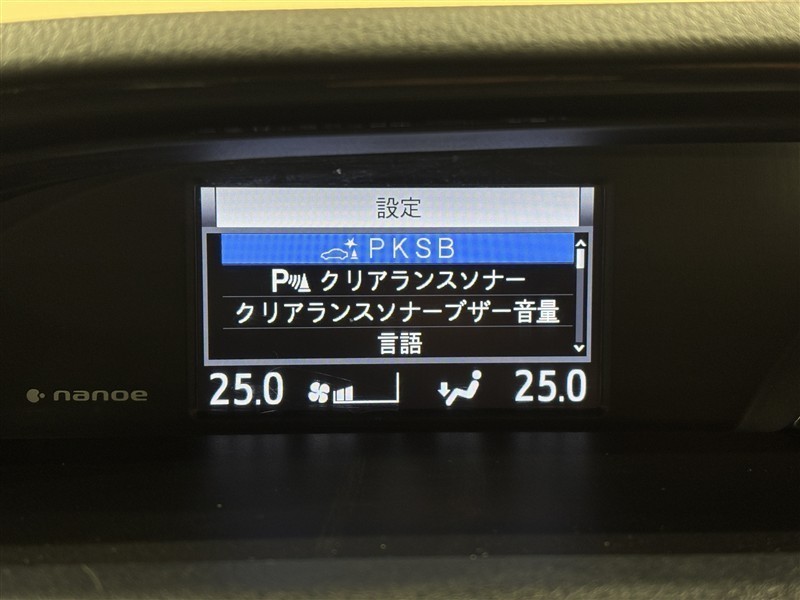 設定
PKSB
P クリアランスソナー
クリアランスソナーブザー音量
言語
25.0 25.0
nanoe